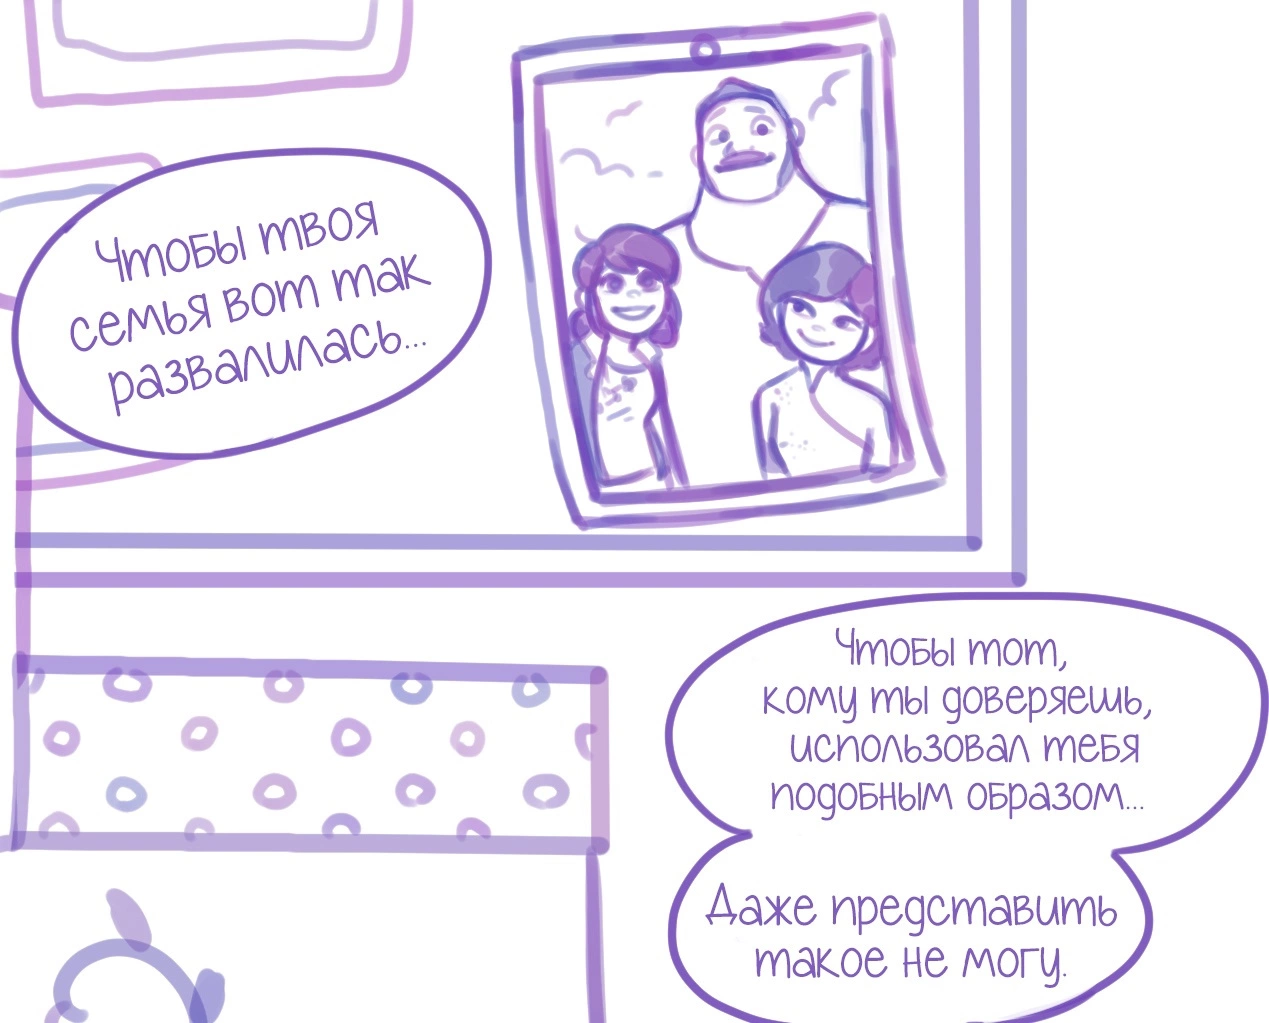 Чтобы твоя
семья вот так
развалилась...
Чтобы тот,
кому ты доверяешь,
использовал тебя
подобным образом...
Даже представить
такое не могу.